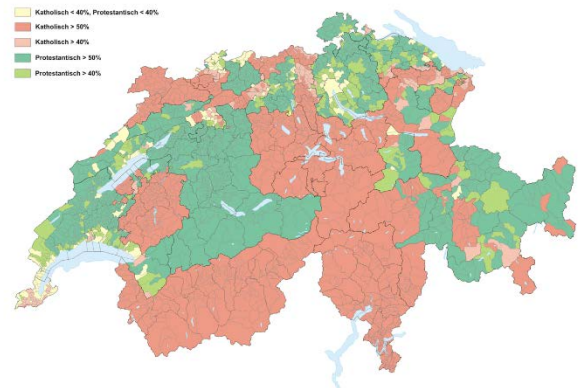 Katholisch < 40%, Protestantisch < 40%
Katholisch > 50%
Katholisch > 40%
Protestantisch > 50%
Protestantisch > 40%